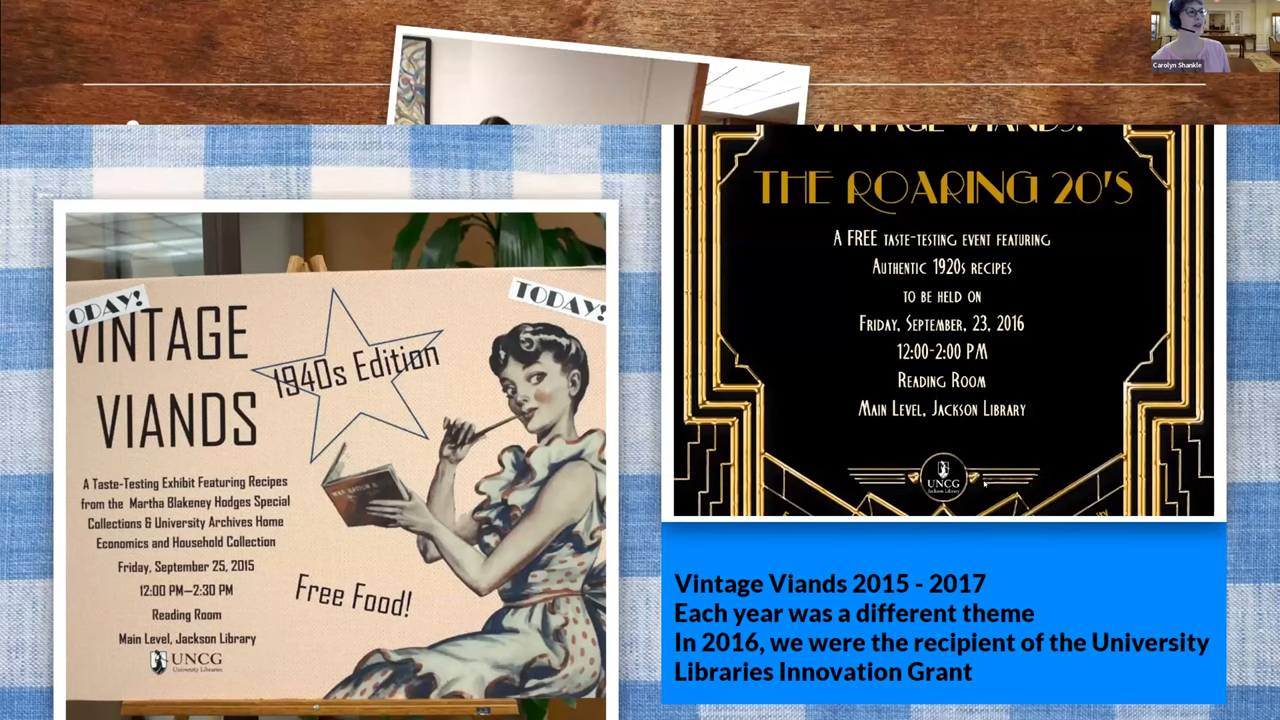 Carolyn Shankle
ODAY!
TODAY!
VINTAGE
VIANDS
1940s Edition
A Taste-Testing Exhibit Featuring Recipes
from the Martha Blakeney Hodges Special
Collections & University Archives Home
Economics and Household Collection
Friday, September 25, 2015
12:00 PM—2:30 PM
Reading Room
Main Level, Jackson Library
UNCG
University Libraries
Free Food!
VINTAGE VIANDS:
THE ROARING 20'S
A FREE TASTE-TESTING EVENT FEATURING
AUTHENTIC 1920s RECIPES
TO BE HELD ON
FRIDAY, SEPTEMBER, 23, 2016
12:00-2:00 PM
READING ROOM
MAIN LEVEL, JACKSON LIBRARY
UNCG
Jackson Library
Vintage Viands 2015 - 2017
Each year was a different theme
In 2016, we were the recipient of the University
Libraries Innovation Grant